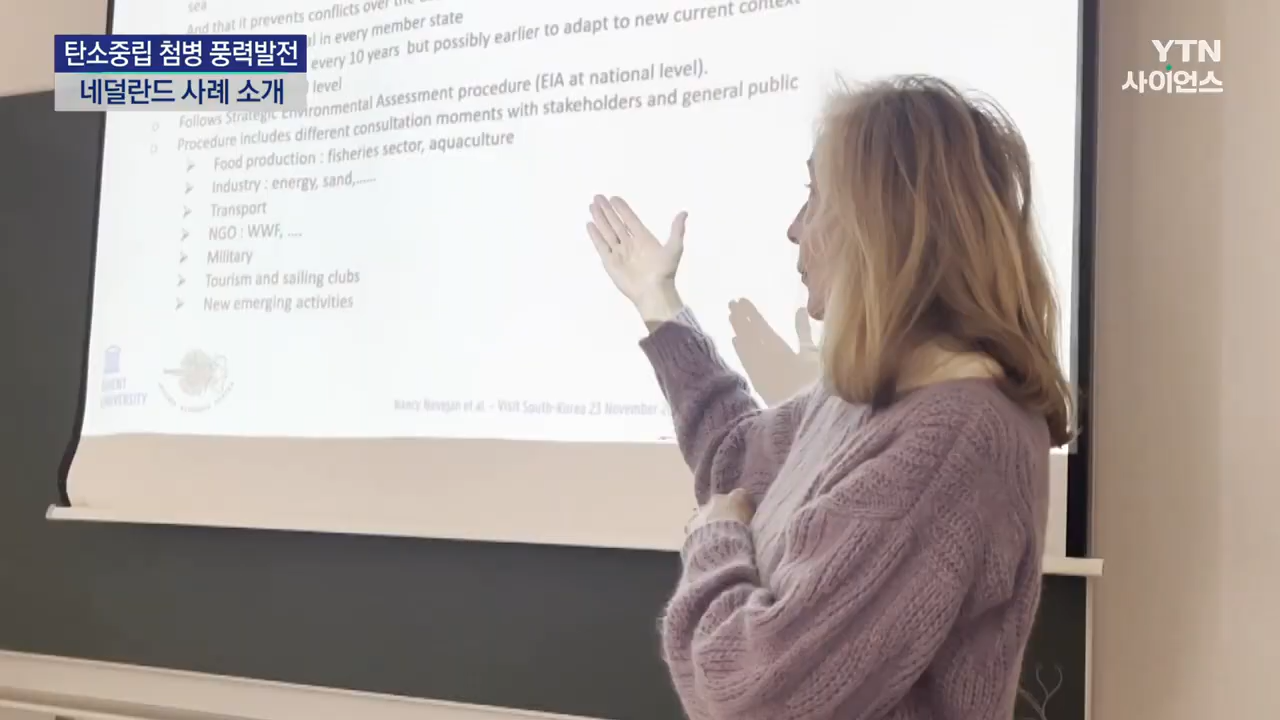 탄소중립 첨병 풍력발전
네덜란드 사례 소개
YTN
사이언스
sea
And that it prevents conflicts over the
in every member state
every 10 years but possibly earlier to adapt to new current context
level
Follows Strategic Environmental Assessment procedure (EIA at national level).
Procedure includes different consultation moments with stakeholders and general public
Food production : fisheries sector, aquaculture
Industry : energy, sand,......
Transport
NGO : WWF, ....
Military
Tourism and sailing clubs
New emerging activities
UNIVERSITY
Nancy et al. - Visit South-Korea 23 November